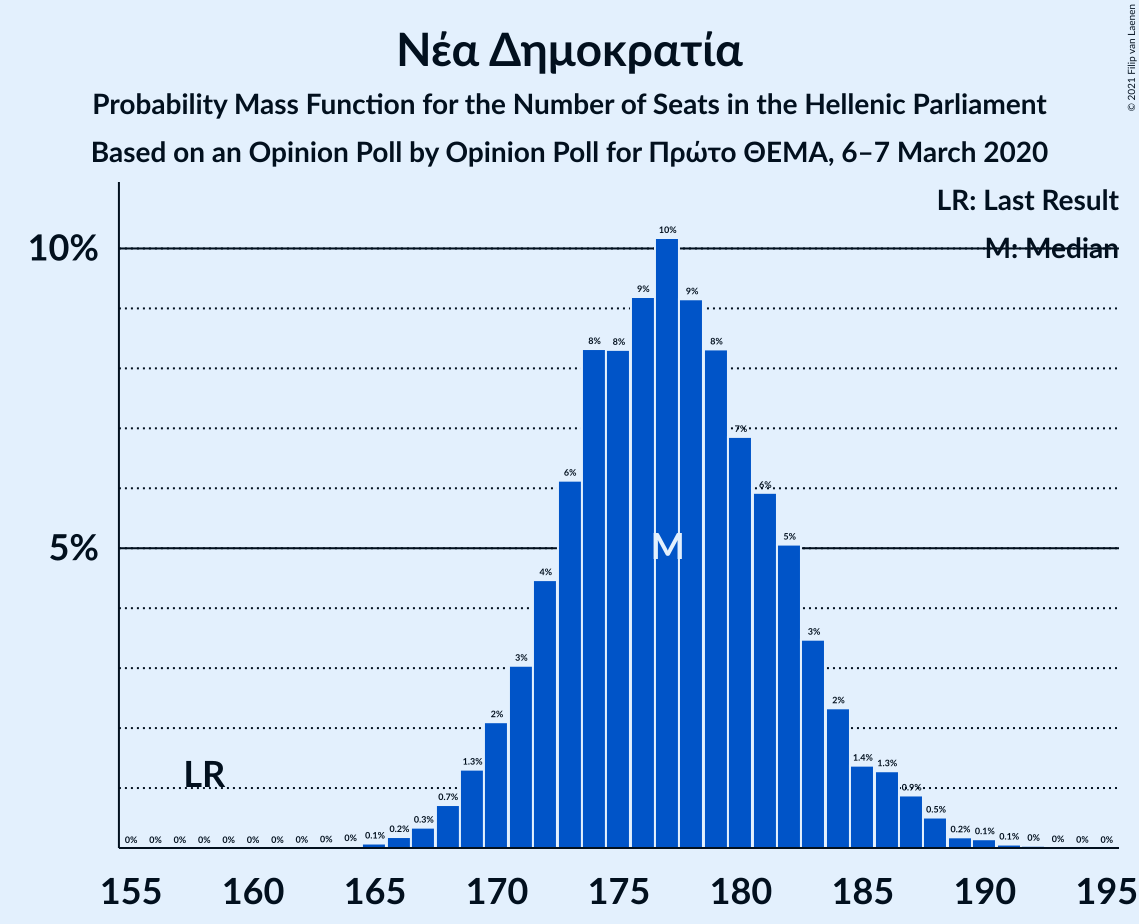 Νέα Δημοκρατία
Probability Mass Function for the Number of Seats in the Hellenic Parliament
Based on an Opinion Poll by Opinion Poll for Πρώτο ΘΕΜΑ, 6–7 March 2020
© 2021 Filip van Laenen
LR: Last Result
M: Median
10%
5%
0% 0% 0% 0% 0% 0% 0% 0% 0% 0% 0.1% 0.2% 0.3% 0.7% 1.3% 2% 3% 4% 6% 8% 8% 9% 10% 9% 8% 7% 6% 5% 3% 2% 1.4% 1.3% 0.9% 0.5% 0.2% 0.1% 0.1% 0% 0% 0% 0%
M
LR
155 160 165 170 175 180 185 190 195